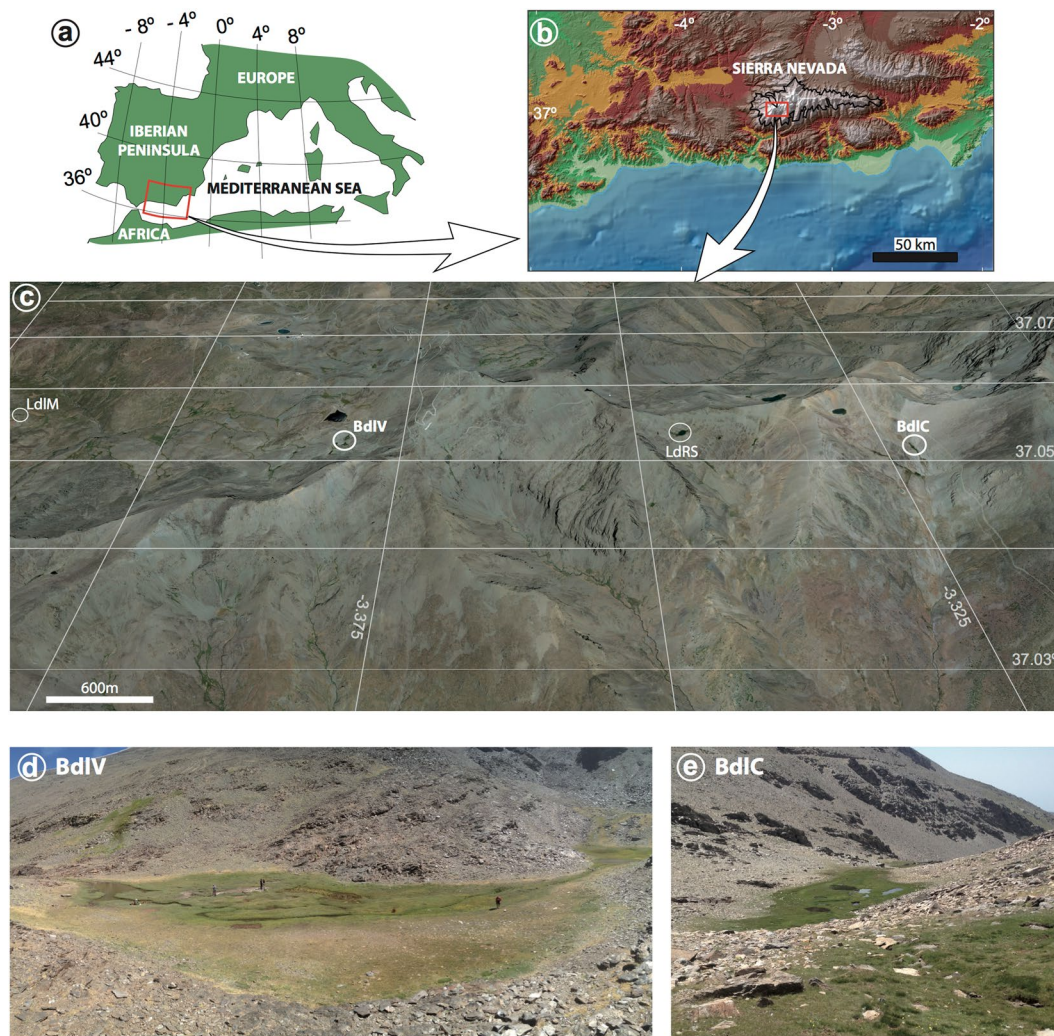 a
- 8º
- 4º
0º
4º
8º
44º
40º
36º
EUROPE
IBERIAN
PENINSULA
MEDITERRANEAN SEA
AFRICA
b
-4º
-3º
-2º
SIERRA NEVADA
37º
50 km
c
37.07
LdlM
BdlV
LdRS
BdlC
37.05
-3.375
-3.325
37.03º
600m
d BdlV
e BdlC